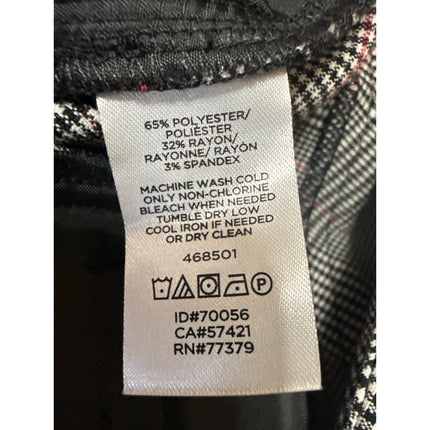 65% POLYESTER/
POLIÈSTER
32% RAYON/
RAYONNE/ RAYÓN
3% SPANDEX
MACHINE WASH COLD
ONLY NON-CHLORINE
BLEACH WHEN NEEDED
TUMBLE DRY LOW
COOL IRON IF NEEDED
OR DRY CLEAN
468501
P
ID#70056
CA#57421
RN#77379